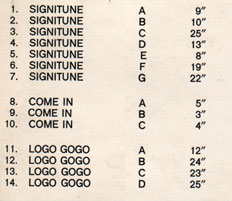 1. SIGNITUNE A 9"
2. SIGNITUNE B 10"
3. SIGNITUNE C 25"
4. SIGNITUNE D 13"
5. SIGNITUNE E 8"
6. SIGNITUNE F 19"
7. SIGNITUNE G 22"
8. COME IN A 5"
9. COME IN B 3"
10. COME IN C 4"
11. LOGO GOGO A 12"
12. LOGO GOGO B 24"
13. LOGO GOGO C 23"
14. LOGO GOGO D 25"